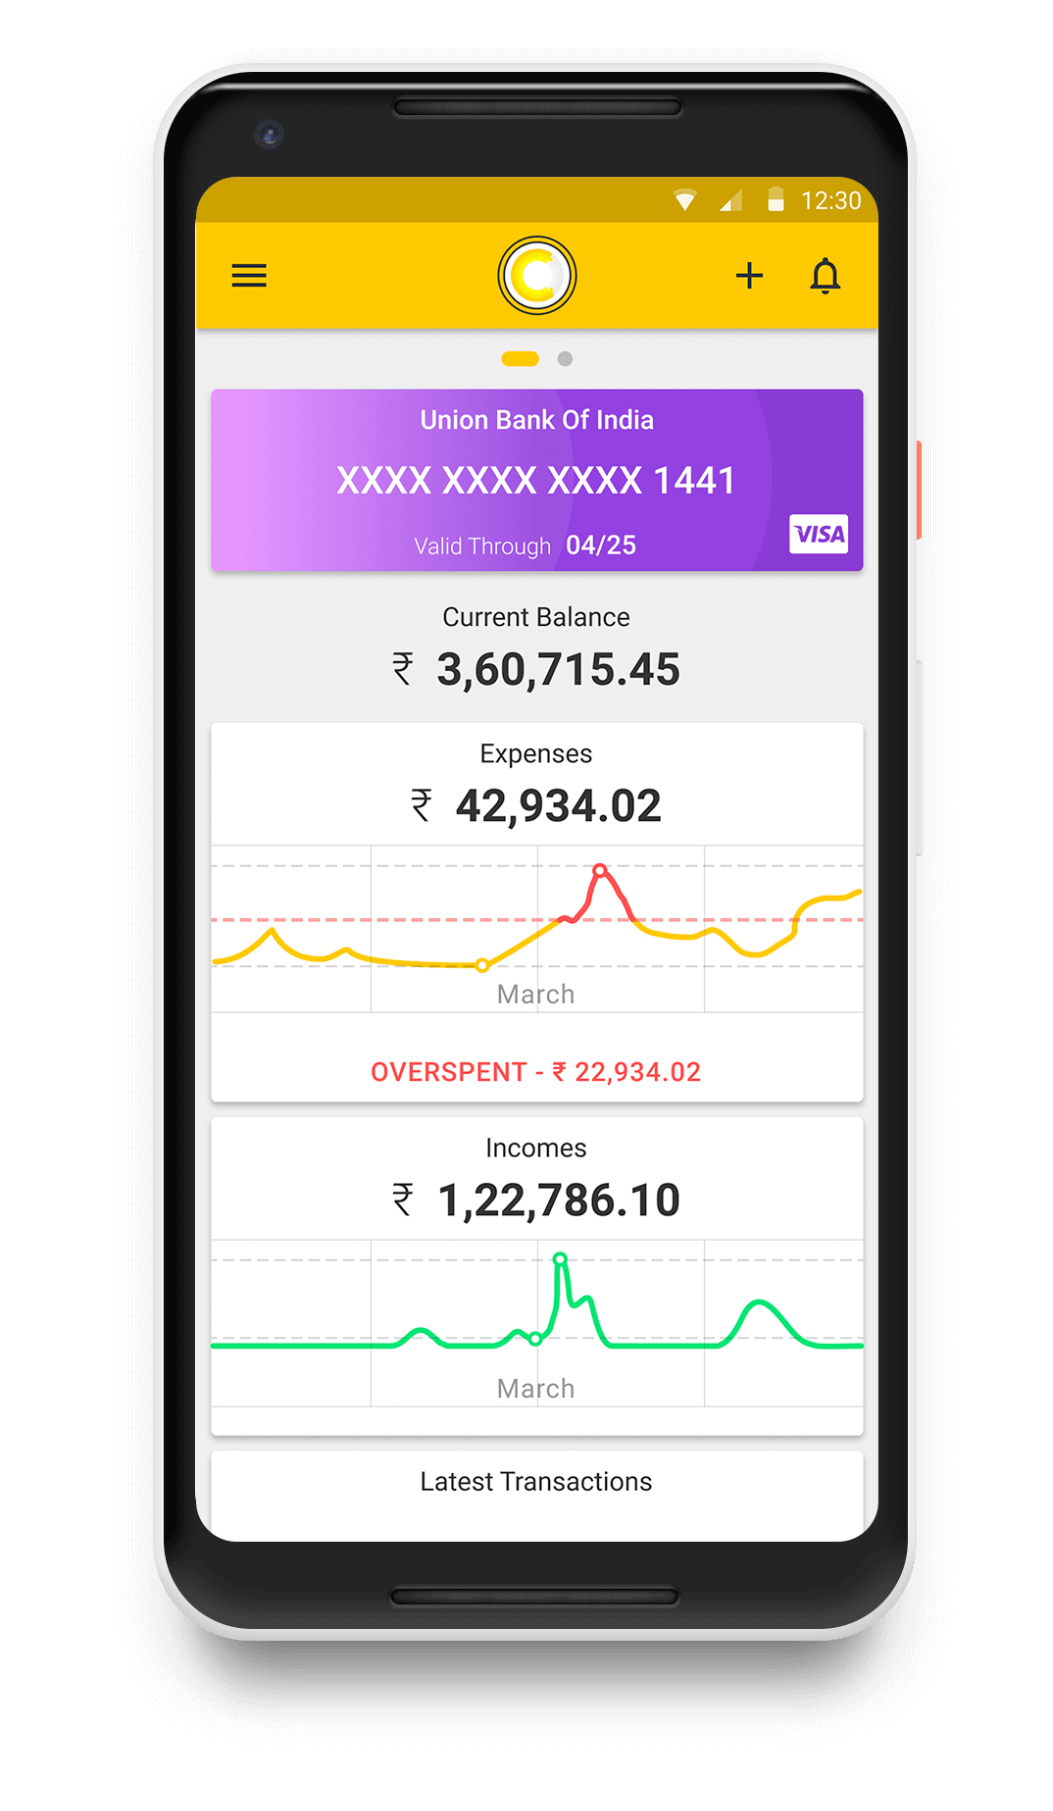 12:30
Union Bank Of India
XXXX XXXX XXXX 1441
Valid Through 04/25
VISA
Current Balance
₹ 3,60,715.45
Expenses
₹ 42,934.02
March
OVERSPENT - ₹ 22,934.02
Incomes
₹ 1,22,786.10
March
Latest Transactions